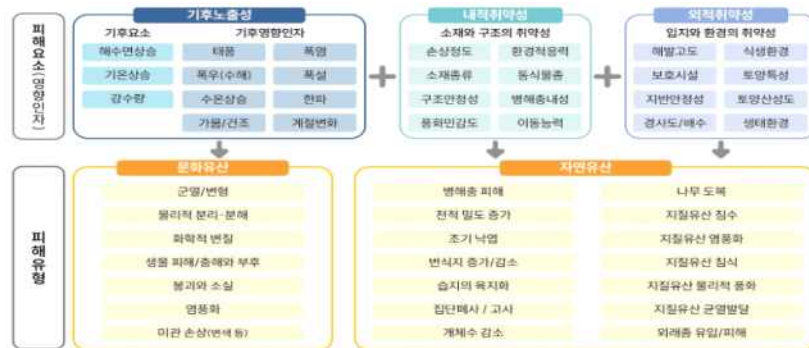 피해요소(영향인자)
기후노출성
기후요소
기후영향인자
해수면상승
태풍
폭염
기온상승
폭우(수해)
폭설
강수량
수온상승
한파
가뭄/건조
계절변화
내적취약성
소재와 구조의 취약성
손상정도
환경적응력
소재종류
동식물종
구조안정성
병해충내성
풍화민감도
이동능력
외적취약성
입지와 환경의 취약성
해발고도
식생환경
보호시설
토양특성
지반안정성
토양산성도
경사도/배수
생태환경
피해유형
문화유산
균열/변형
물리적 분리·분해
화학적 변질
생물 피해/충해와 부후
붕괴와 소실
염풍화
미관 손상(변색 등)
자연유산
병해충 피해
나무 도복
천적 밀도 증가
지질유산 침수
조기 낙엽
지질유산 염풍화
번식지 증가/감소
지질유산 침식
습지의 육지화
지질유산 물리적 풍화
집단폐사 / 고사
지질유산 균열발달
개체수 감소
외래종 유입/피해